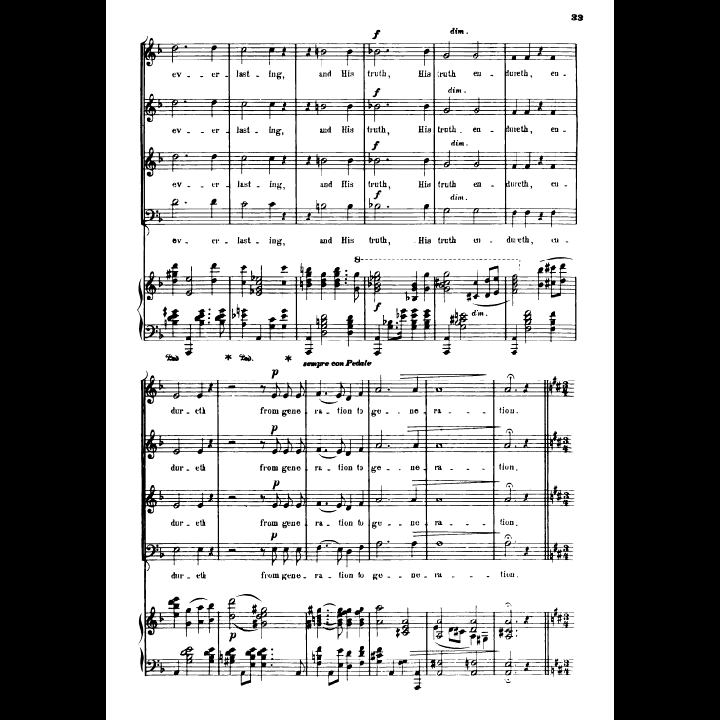 33
f dim.
ev - - er - last - ing, and His truth, His truth en - dureth, en -
f dim.
ev - - er - last - ing, and His truth, His truth en - dureth, en -
f dim.
ev - - er - last - ing, and His truth, His truth en - dureth, en -
f dim.
ev - - er - last - ing, and His truth, His truth en - dureth, en -
8
f dim.
Ped. * Ped. * sempre con Pedale
p
dur - eth from gene - ra - tion to ge - - ne - ra - - - tion.
p
dur - eth from gene - ra - tion to ge - - ne - ra - - - tion,
p
dur - eth from gene - ra - tion to ge - - ne - ra - - - tion,
p
dur - eth from gene - ra - tion to ge - - ne - ra - - - tion.
p